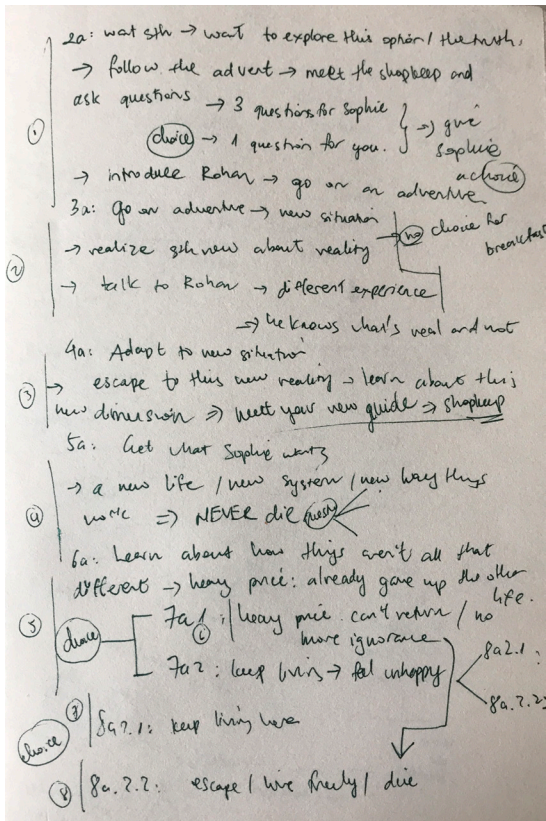 2a: wat sth → want to explore this option / the truth.
→ follow the advent → meet the shopkeep and
ask questions → 3 questions for Sophie
① choice → 1 question for you. } → give Sophie a choice
→ introduce Rohan → go on an adventure
3a: Go on adventure → new situation
→ realize sth new about reality → no choice for breakfast
② → talk to Rohan → different experience
→ he knows what's real and not
4a: Adapt to new situation
③ → escape to this new reality → learn about this
new dimension ⇒ meet your new guide ⇒ shopkeep
5a: Get what Sophie wants
→ a new life / new system / new way things
④ work ⇒ NEVER die
6a: Learn about how things aren't all that
different → heavy price: already gave up the other life.
⑤ choice 7a1: heavy price. can't return / no
more ignorance
7a2: keep living → feel unhappy
8a2.1:
8a.2.2:
choice ⑦ 8a2.1: keep living here
⑧ 8a.2.2: escape / live freely / die